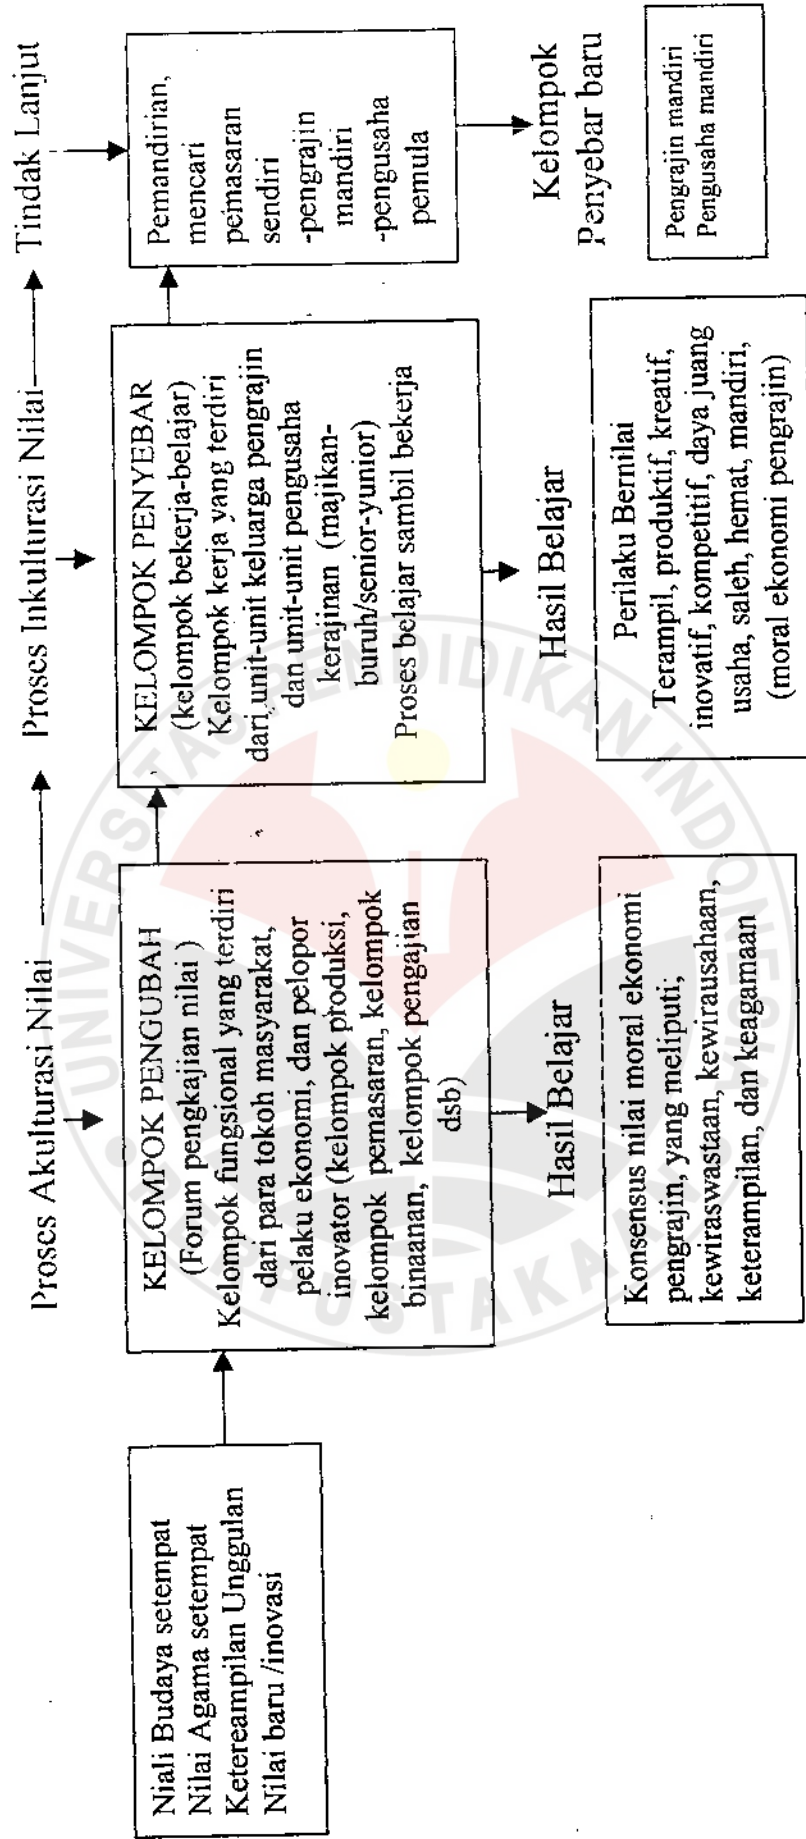 Proses Akulturasi Nilai
Proses Inkulturasi Nilai
Tindak Lanjut
Niali Budaya setempat
Nilai Agama setempat
Ketereampilan Unggulan
Nilai baru /inovasi
KELOMPOK PENGUBAH
(Forum pengkajian nilai )
Kelompok fungsional yang terdiri
dari para tokoh masyarakat,
pelaku ekonomi, dan pelopor
inovator (kelompok produksi,
kelompok pemasaran, kelompok
binaanan, kelompok pengajian
dsb)
KELOMPOK PENYEBAR
(kelompok bekerja-belajar)
Kelompok kerja yang terdiri
dari unit-unit keluarga pengrajin
dan unit-unit pengusaha
kerajinan (majikan-
buruh/senior-yunior)
Proses belajar sambil bekerja
Pemandirian,
mencari
pemasaran
sendiri
-pengrajin
mandiri
-pengusaha
pemula
Hasil Belajar
Hasil Belajar
Kelompok
Penyebar baru
Konsensus nilai moral ekonomi
pengrajin, yang meliputi;
kewiraswastaan, kewirausahaan,
keterampilan, dan keagamaan
Perilaku Bernilai
Terampil, produktif, kreatif,
inovatif, kompetitif, daya juang
usaha, saleh, hemat, mandiri,
(moral ekonomi pengrajin)
Pengrajin mandiri
Pengusaha mandiri
UNIVERSITAS PENDIDIKAN INDONESIA
PERPUSTAKAAN